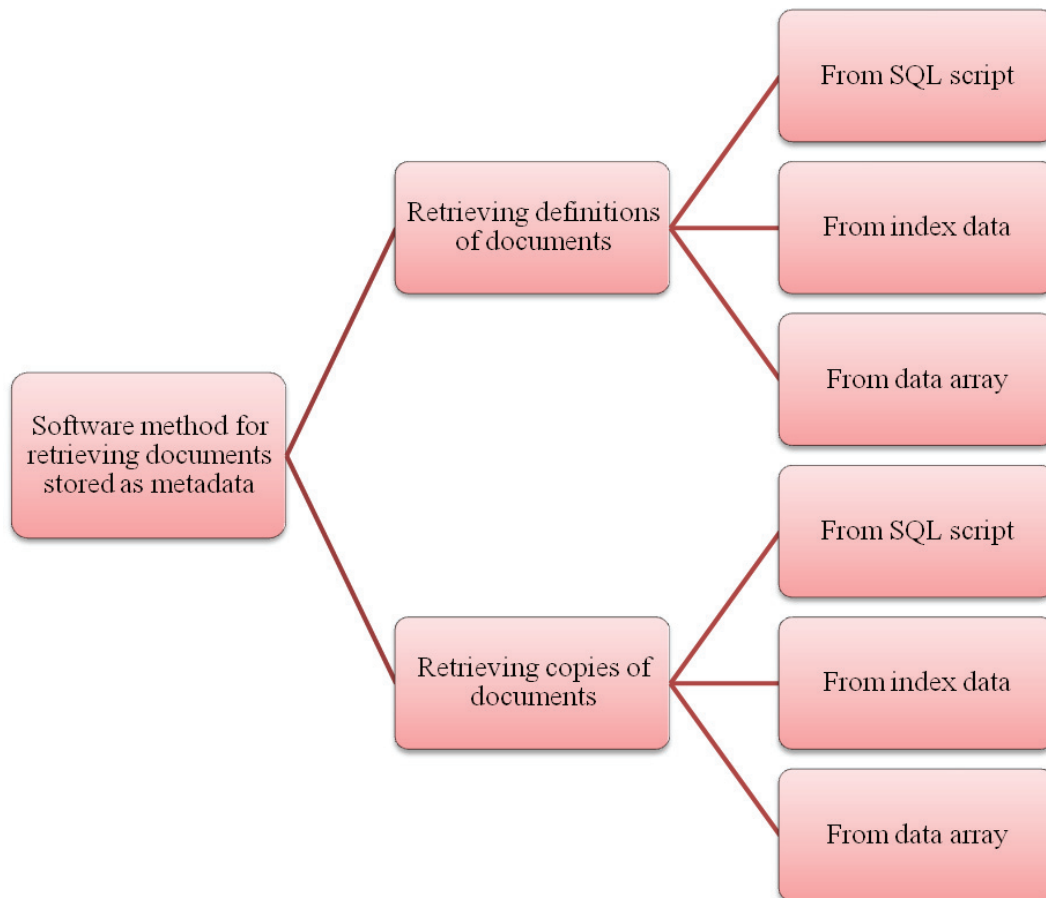 Software method for
retrieving documents
stored as metadata
Retrieving definitions
of documents
From SQL script
From index data
From data array
Retrieving copies of
documents
From SQL script
From index data
From data array